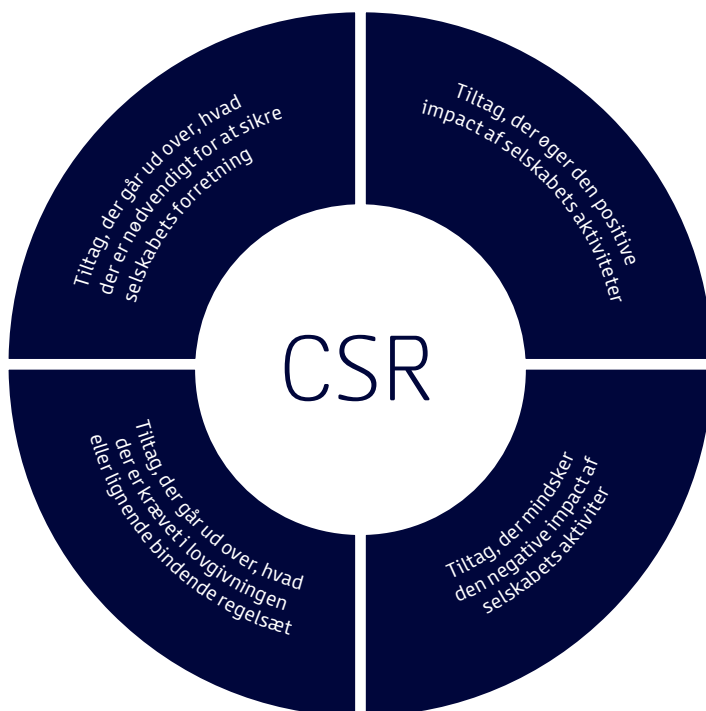 Tiltag, der går ud over, hvad
der er nødvendigt for at sikre
selskabets forretning
Tiltag, der øger den positive
impact af selskabets aktiviteter
CSR
Tiltag, der går ud over, hvad
der er krævet i lovgivningen
eller lignende bindende regelsæt
Tiltag, der mindsker
den negative impact af
selskabets aktiviter